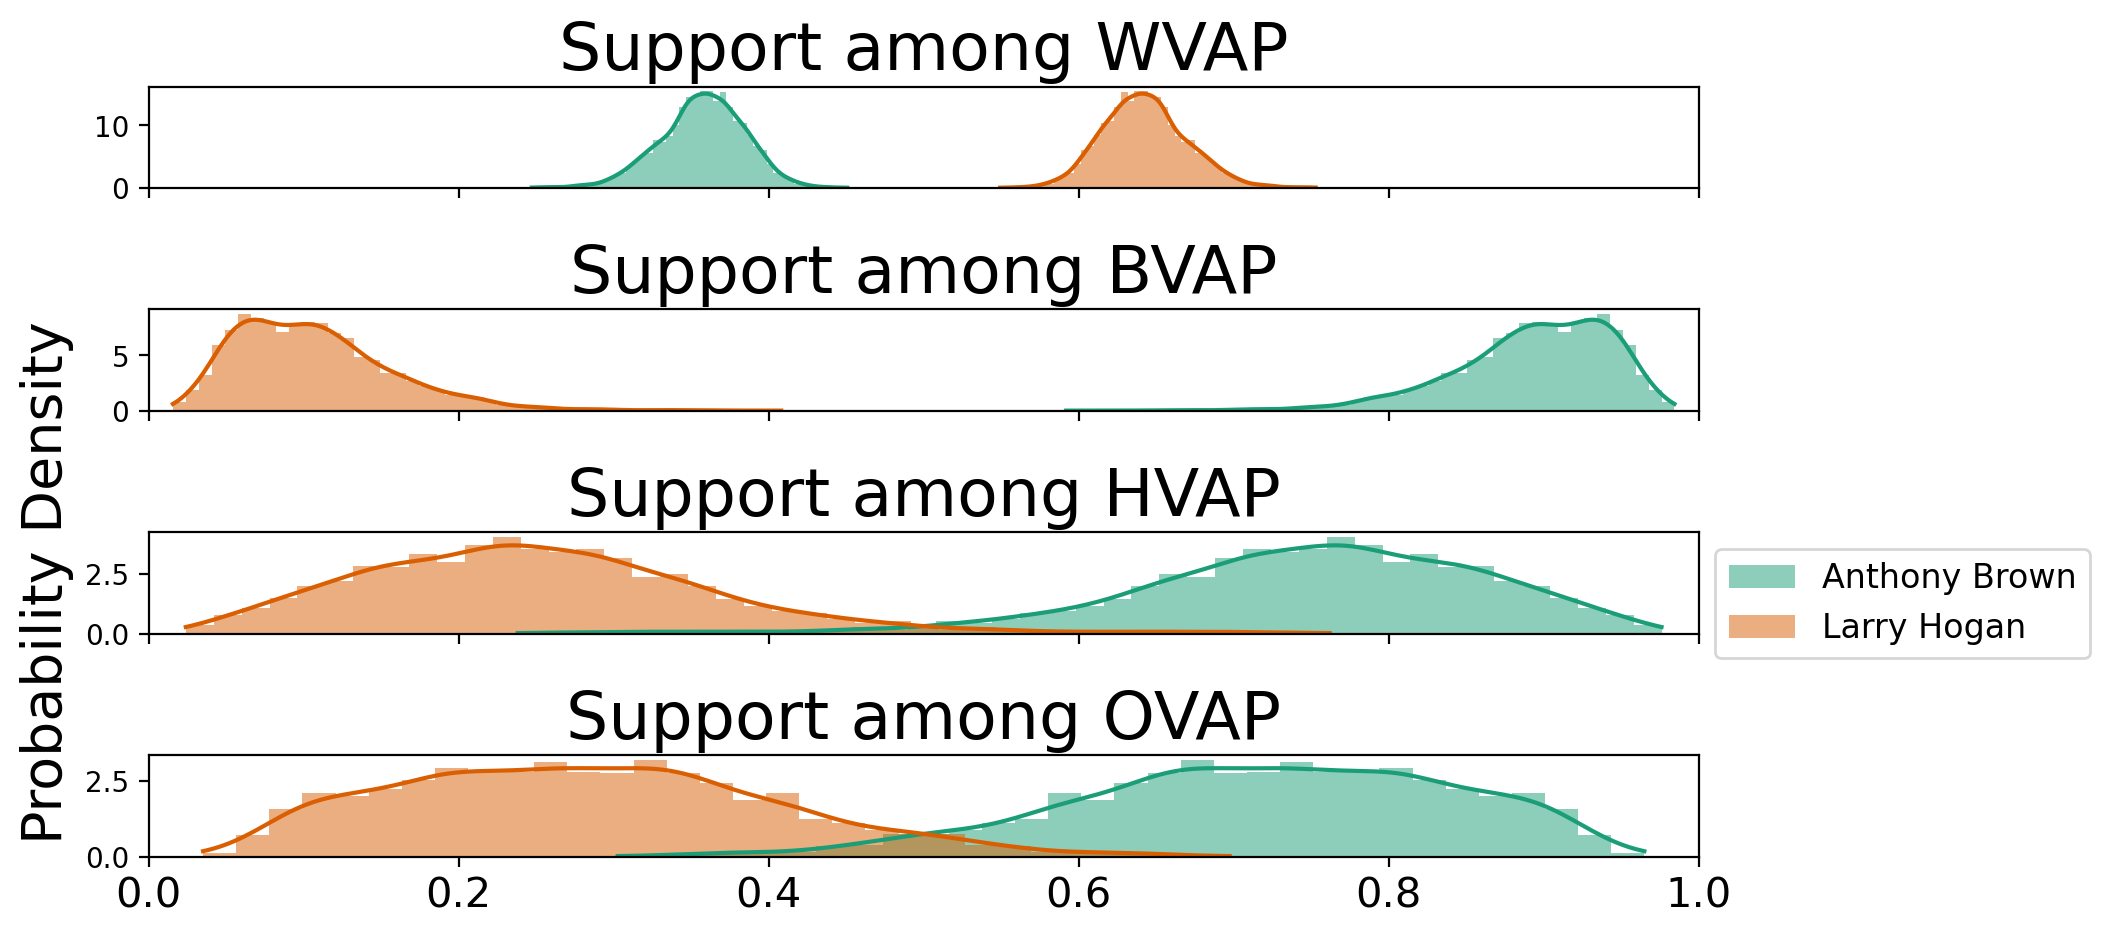 Support among WVAP
10
0
Support among BVAP
5
0
Support among HVAP
2.5
0.0
Support among OVAP
2.5
0.0
0.0 0.2 0.4 0.6 0.8 1.0
Probability Density
Anthony Brown
Larry Hogan